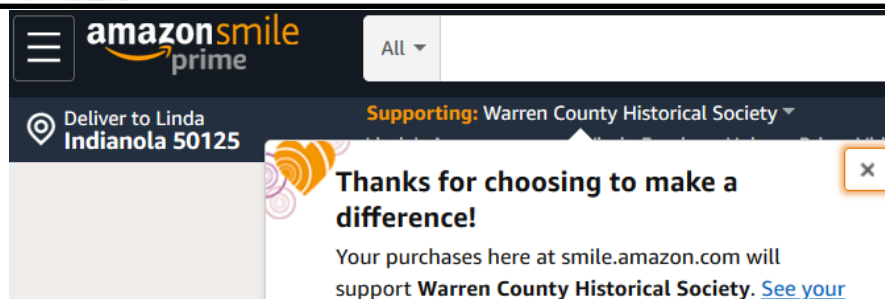 amazonsmile
prime
All
Deliver to Linda
Indianola 50125
Supporting: Warren County Historical Society
Thanks for choosing to make a
difference!
Your purchases here at smile.amazon.com will
support Warren County Historical Society. See your